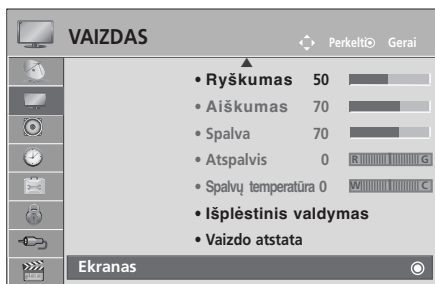 VAIZDAS Perkelti Gerai
• Ryškumas 50
• Aiškumas 70
• Spalva 70
• Atspalvis 0 R G
• Spalvų temperatūra 0 W C
• Išplėstinis valdymas
• Vaizdo atstata
Ekranas